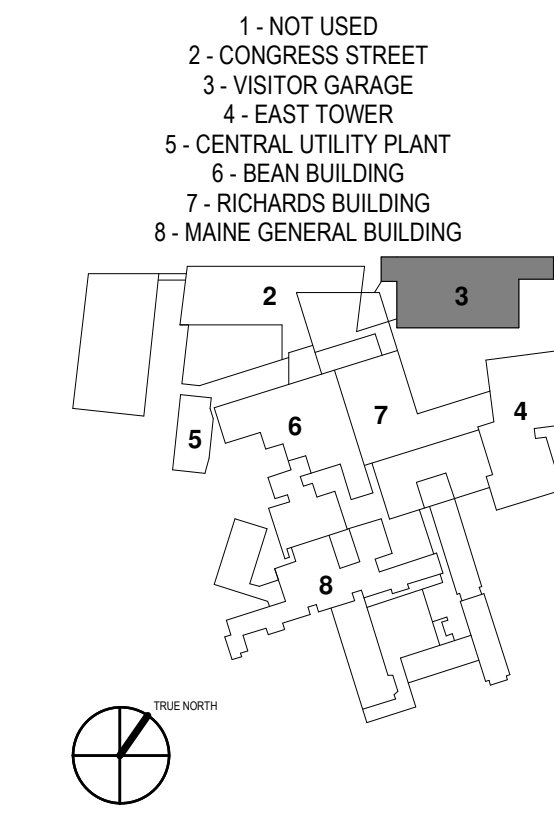 1 - NOT USED
2 - CONGRESS STREET
3 - VISITOR GARAGE
4 - EAST TOWER
5 - CENTRAL UTILITY PLANT
6 - BEAN BUILDING
7 - RICHARDS BUILDING
8 - MAINE GENERAL BUILDING
2
3
4
7
6
5
8
TRUE NORTH